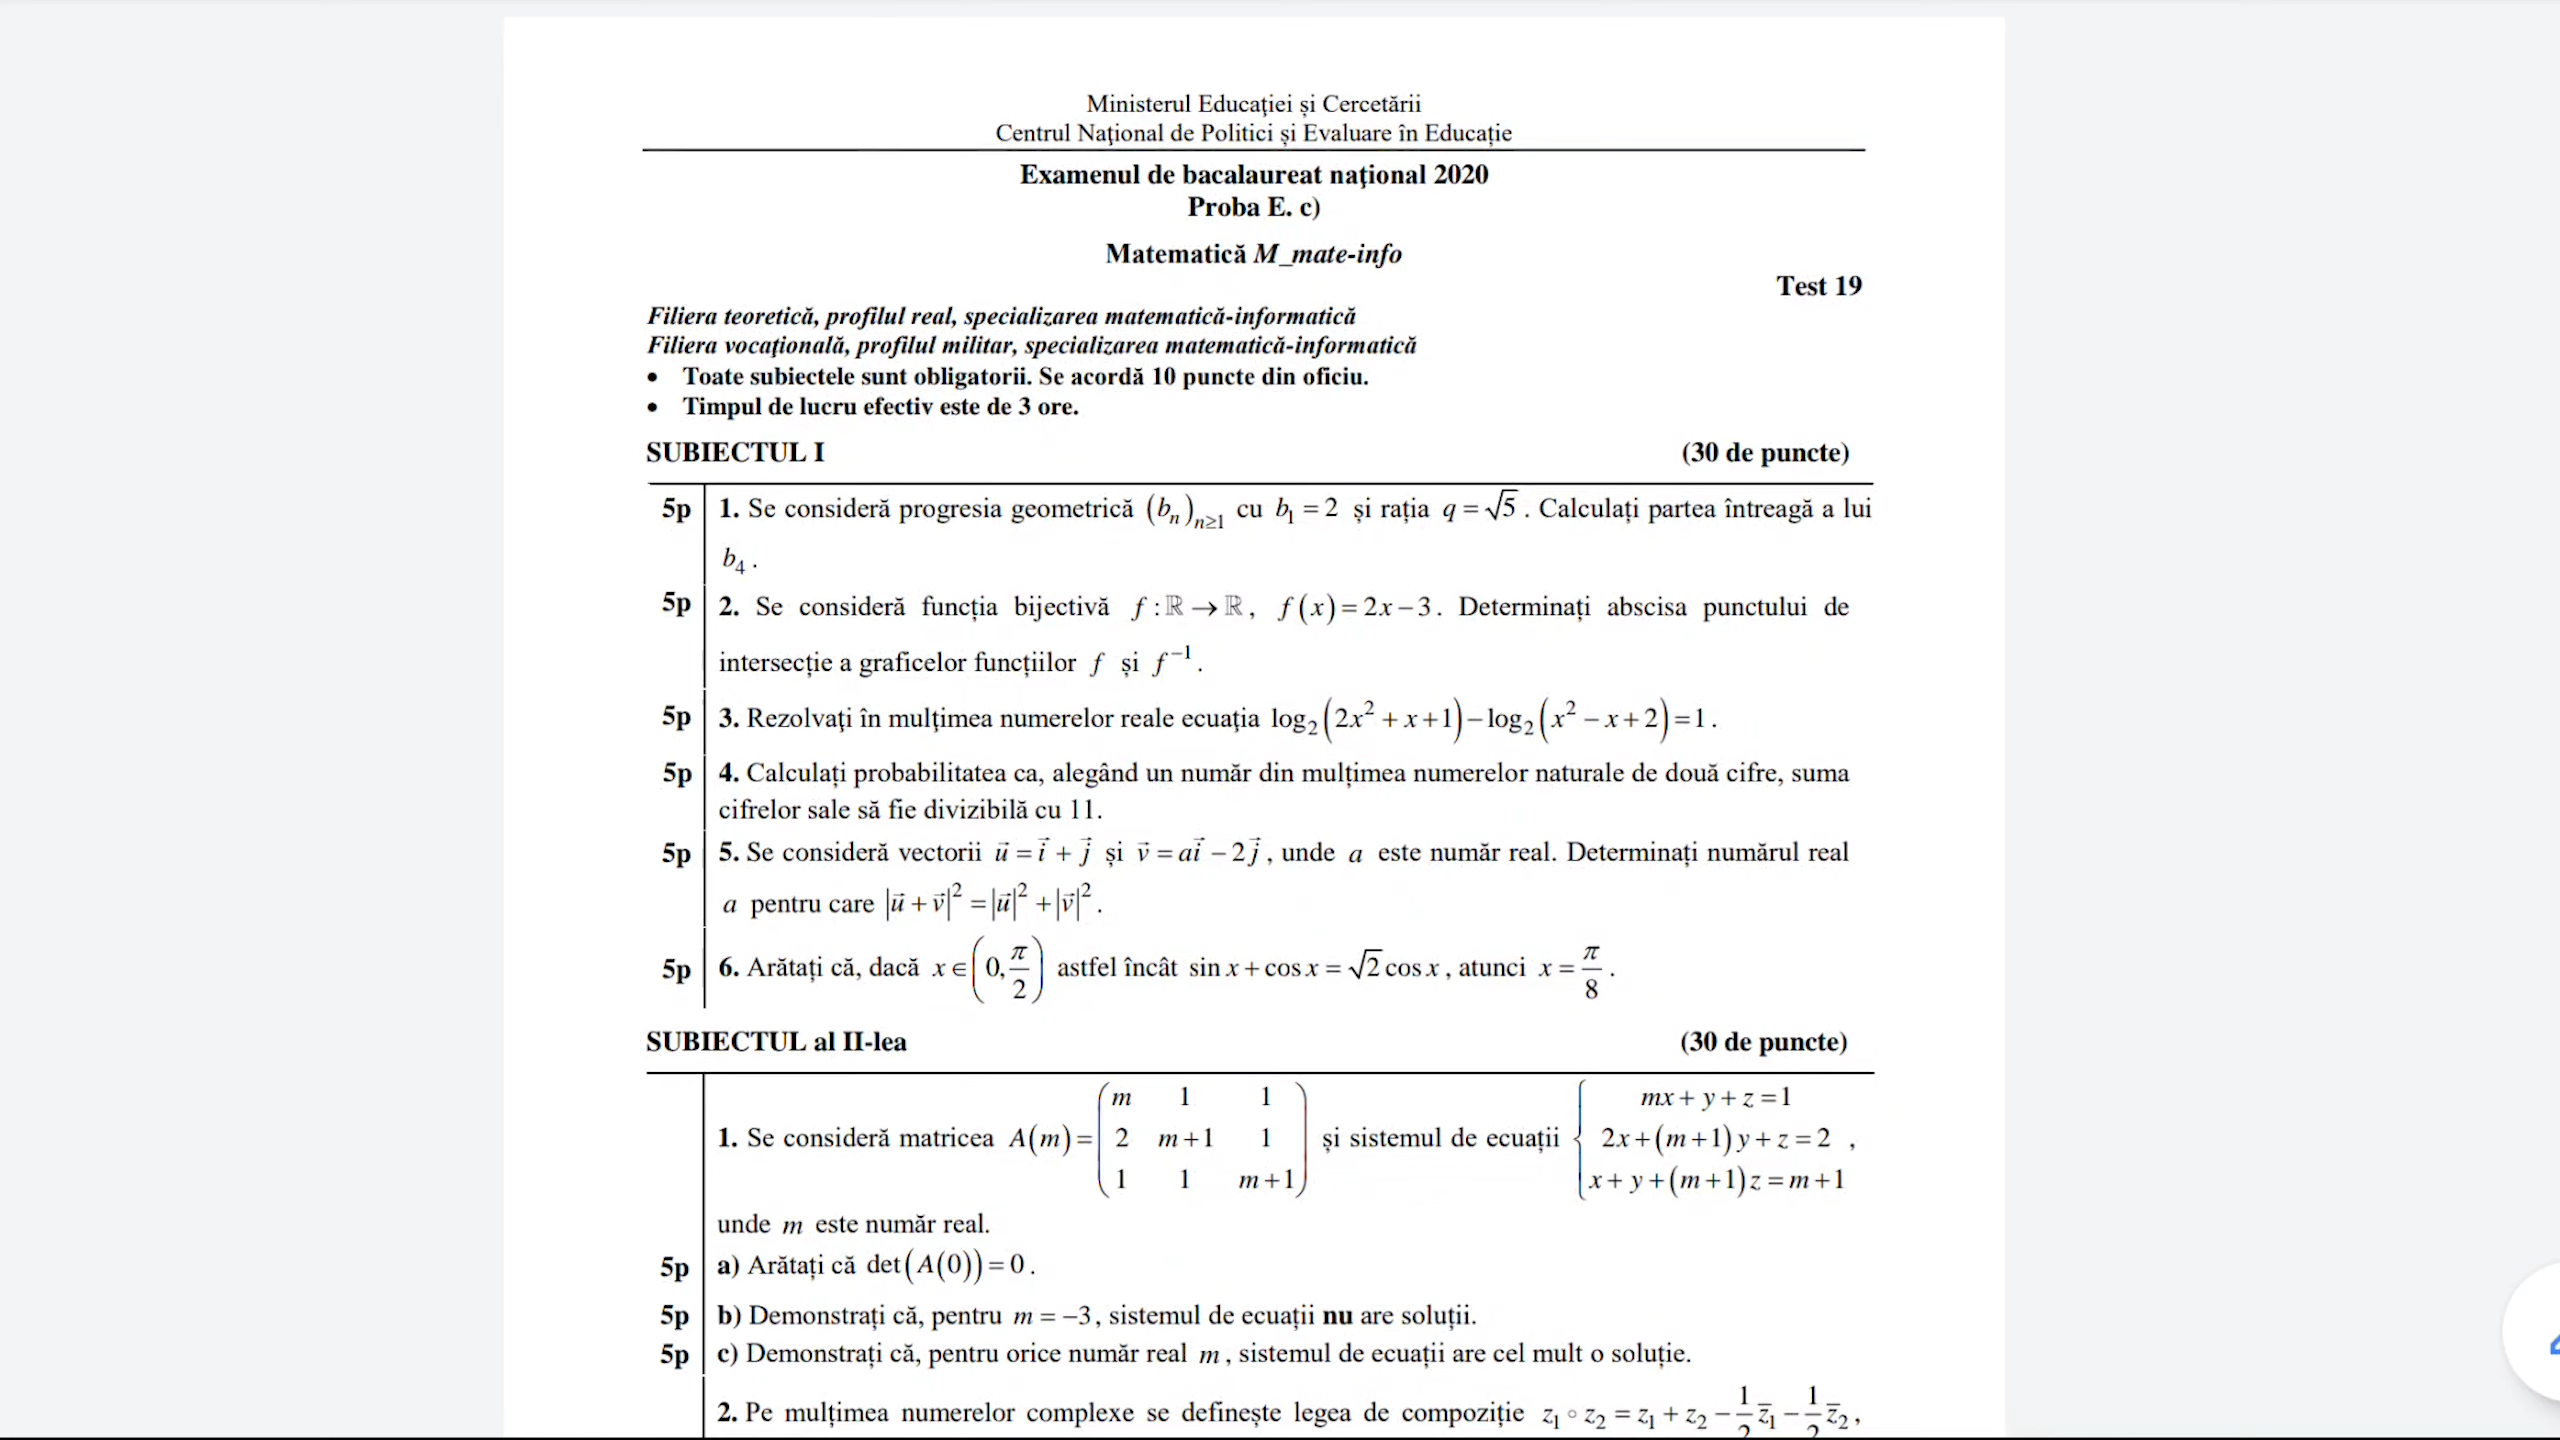 Ministerul Educaţiei și Cercetării
Centrul Naţional de Politici și Evaluare în Educație
Examenul de bacalaureat naţional 2020
Proba E. c)
Matematică M_mate-info
Test 19
Filiera teoretică, profilul real, specializarea matematică-informatică
Filiera vocaţională, profilul militar, specializarea matematică-informatică
• Toate subiectele sunt obligatorii. Se acordă 10 puncte din oficiu.
• Timpul de lucru efectiv este de 3 ore.
SUBIECTUL I (30 de puncte)
5p 1. Se consideră progresia geometrică (bₙ)ₙ≥₁ cu b₁ = 2 și rația q = √5 . Calculați partea întreagă a lui
b₄ .
5p 2. Se consideră funcția bijectivă f : ℝ → ℝ, f(x) = 2x − 3. Determinați abscisa punctului de
intersecție a graficelor funcțiilor f și f⁻¹ .
5p 3. Rezolvaţi în mulţimea numerelor reale ecuaţia log₂(2x² + x + 1) − log₂(x² − x + 2) = 1 .
5p 4. Calculați probabilitatea ca, alegând un număr din mulțimea numerelor naturale de două cifre, suma
cifrelor sale să fie divizibilă cu 11.
5p 5. Se consideră vectorii u⃗ = i⃗ + j⃗ și v⃗ = ai⃗ − 2j⃗ , unde a este număr real. Determinați numărul real
a pentru care |u⃗ + v⃗|² = |u⃗|² + |v⃗|² .
5p 6. Arătați că, dacă x ∈ (0, π/2) astfel încât sin x + cos x = √2 cos x , atunci x = π/8 .
SUBIECTUL al II-lea (30 de puncte)
m 1 1 mx + y + z = 1
1. Se consideră matricea A(m) = 2 m+1 1 și sistemul de ecuații 2x + (m+1)y + z = 2 ,
1 1 m+1 x + y + (m+1)z = m+1
unde m este număr real.
5p a) Arătați că det(A(0)) = 0 .
5p b) Demonstrați că, pentru m = −3, sistemul de ecuații nu are soluții.
5p c) Demonstrați că, pentru orice număr real m , sistemul de ecuații are cel mult o soluție.
2. Pe mulțimea numerelor complexe se definește legea de compoziție z₁ ∘ z₂ = z₁ + z₂ − 1/2 z̄₁ − 1/2 z̄₂ ,